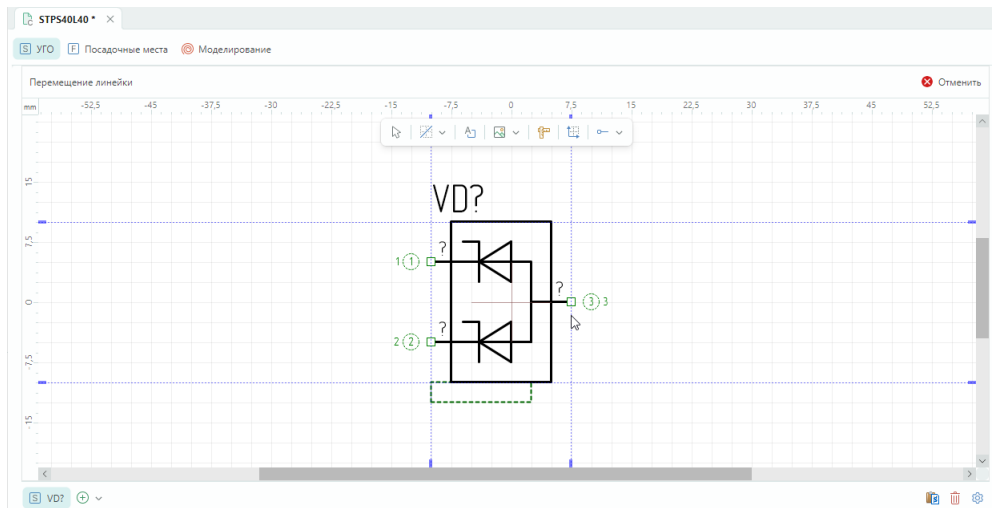 STPS40L40 *
УГО Посадочные места Моделирование
Перемещение линейки Отменить
mm -52,5 -45 -37,5 -30 -22,5 -15 -7,5 0 7,5 15 22,5 30 37,5 45 52,5
15
VD?
7,5
?
1 1
?
0
3 3
?
2 2
-7,5
-15
VD?